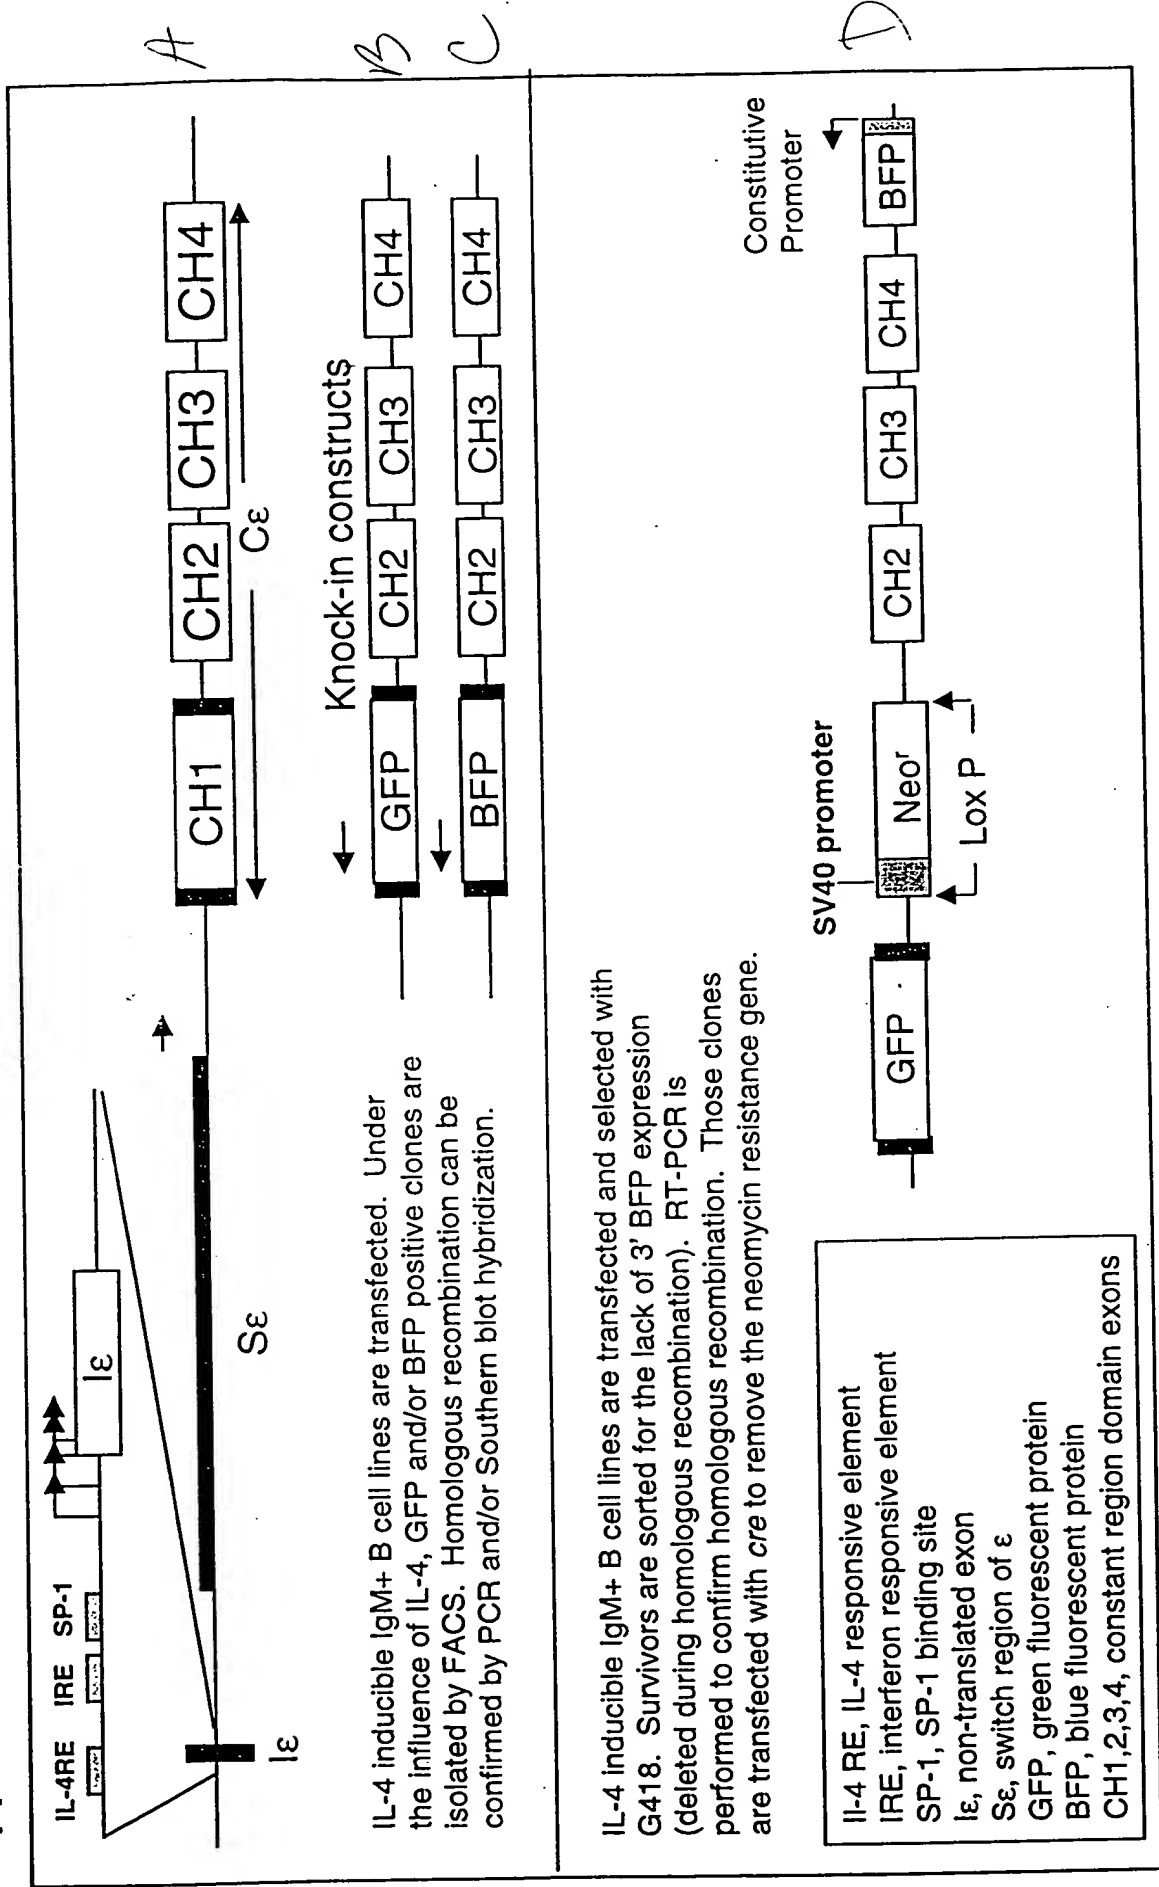 IL-4RE IRE SP-1
Iε
Iε
Sε
CH1 CH2 CH3 CH4
Cε
A
Knock-in constructs
GFP CH2 CH3 CH4
B
BFP CH2 CH3 CH4
C
IL-4 inducible IgM+ B cell lines are transfected. Under
the influence of IL-4, GFP and/or BFP positive clones are
isolated by FACS. Homologous recombination can be
confirmed by PCR and/or Southern blot hybridization.
IL-4 inducible IgM+ B cell lines are transfected and selected with
G418. Survivors are sorted for the lack of 3' BFP expression
(deleted during homologous recombination). RT-PCR is
performed to confirm homologous recombination. Those clones
are transfected with cre to remove the neomycin resistance gene.
Constitutive
Promoter
SV40 promoter
GFP Neoʳ CH2 CH3 CH4 BFP
D
Lox P
Il-4 RE, IL-4 responsive element
IRE, interferon responsive element
SP-1, SP-1 binding site
Iε, non-translated exon
Sε, switch region of ε
GFP, green fluorescent protein
BFP, blue fluorescent protein
CH1,2,3,4, constant region domain exons